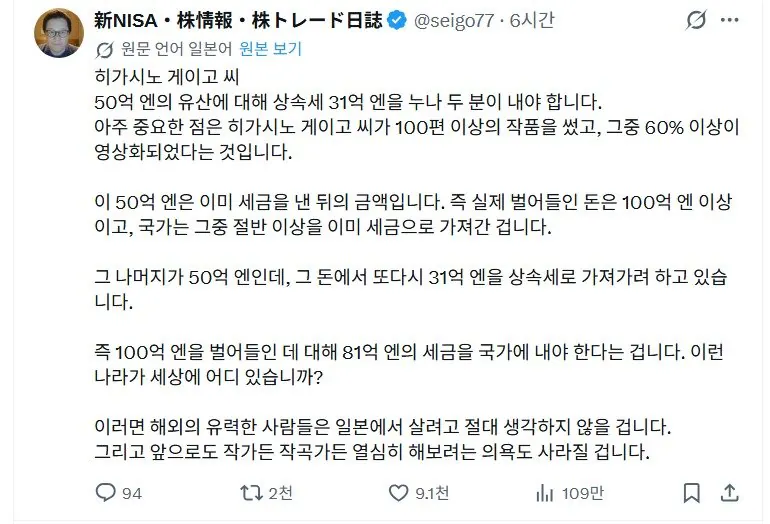 新NISA・株情報・株トレード日誌 @seigo77 · 6시간
원문 언어 일본어 원본 보기
히가시노 게이고 씨
50억 엔의 유산에 대해 상속세 31억 엔을 누나 두 분이 내야 합니다.
아주 중요한 점은 히가시노 게이고 씨가 100편 이상의 작품을 썼고, 그중 60% 이상이
영상화되었다는 것입니다.
이 50억 엔은 이미 세금을 낸 뒤의 금액입니다. 즉 실제 벌어들인 돈은 100억 엔 이상
이고, 국가는 그중 절반 이상을 이미 세금으로 가져간 겁니다.
그 나머지가 50억 엔인데, 그 돈에서 또다시 31억 엔을 상속세로 가져가려 하고 있습니
다.
즉 100억 엔을 벌어들인 데 대해 81억 엔의 세금을 국가에 내야 한다는 겁니다. 이런
나라가 세상에 어디 있습니까?
이러면 해외의 유력한 사람들은 일본에서 살려고 절대 생각하지 않을 겁니다.
그리고 앞으로도 작가든 작곡가든 열심히 해보려는 의욕도 사라질 겁니다.
94 2천 9.1천 109만